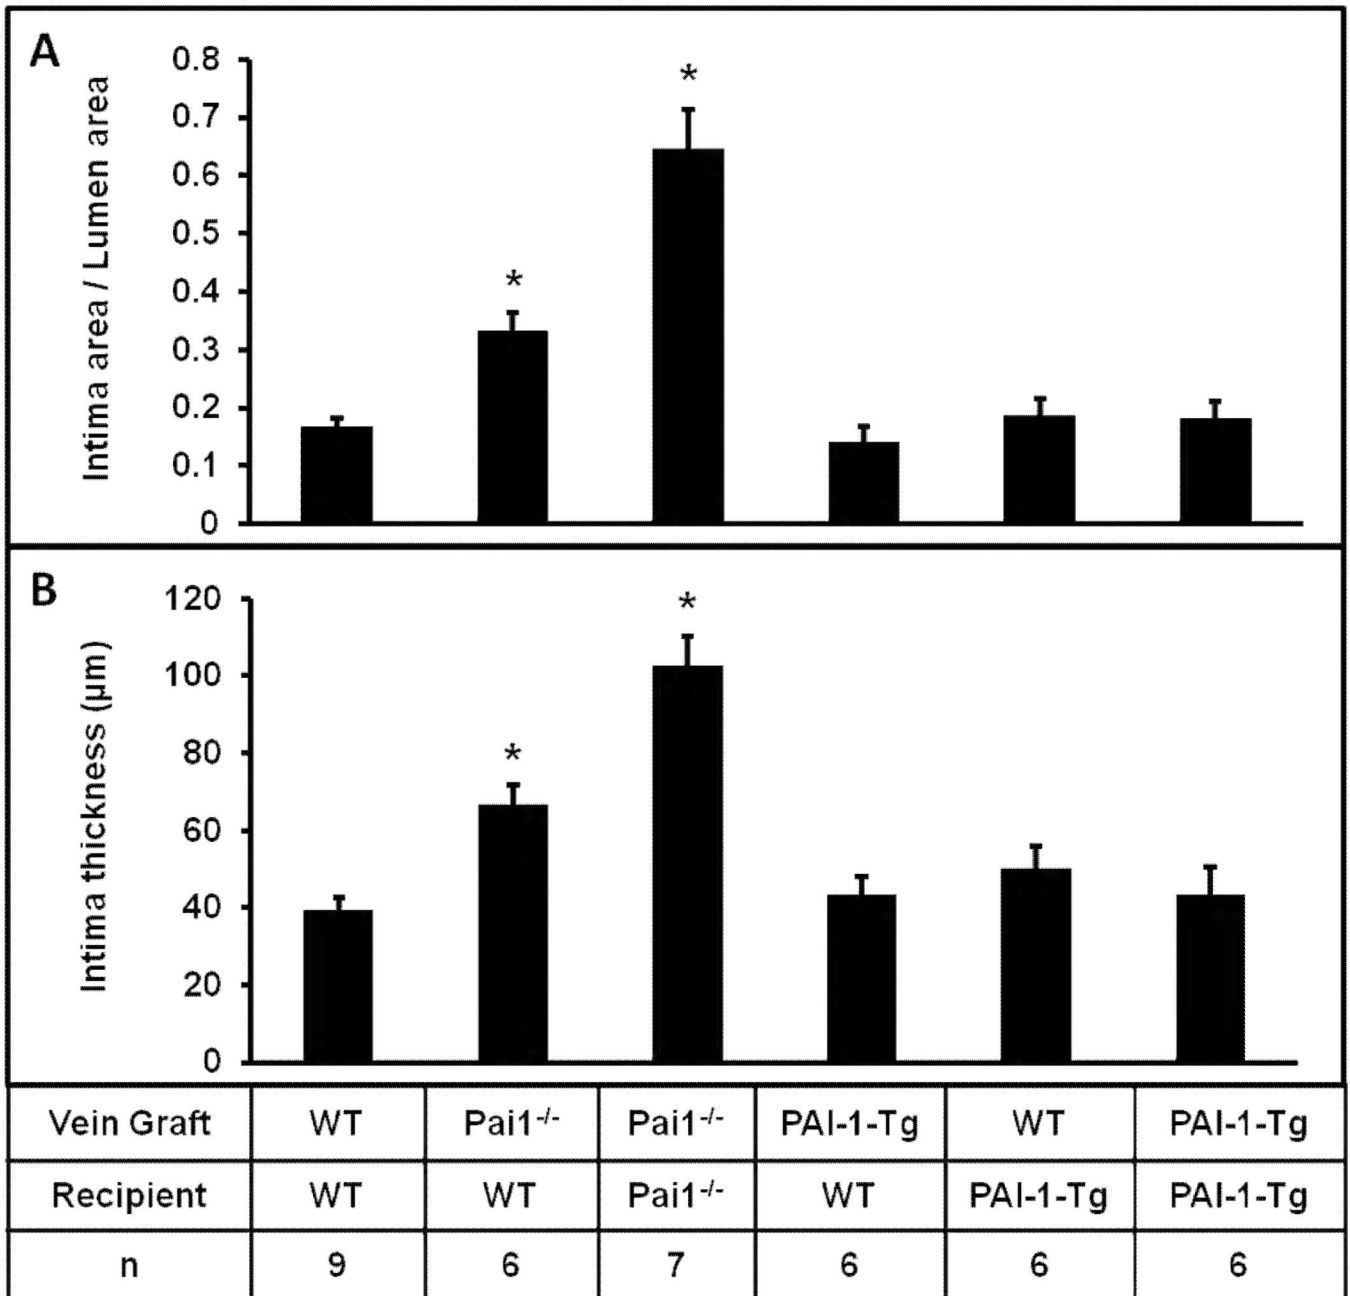 A
Intima area / Lumen area
0.8
0.7
0.6
0.5
0.4
0.3
0.2
0.1
0
*
*
B
Intima thickness (μm)
120
100
80
60
40
20
0
*
*
Vein Graft WT Pai1-/- Pai1-/- PAI-1-Tg WT PAI-1-Tg
Recipient WT WT Pai1-/- WT PAI-1-Tg PAI-1-Tg
n 9 6 7 6 6 6